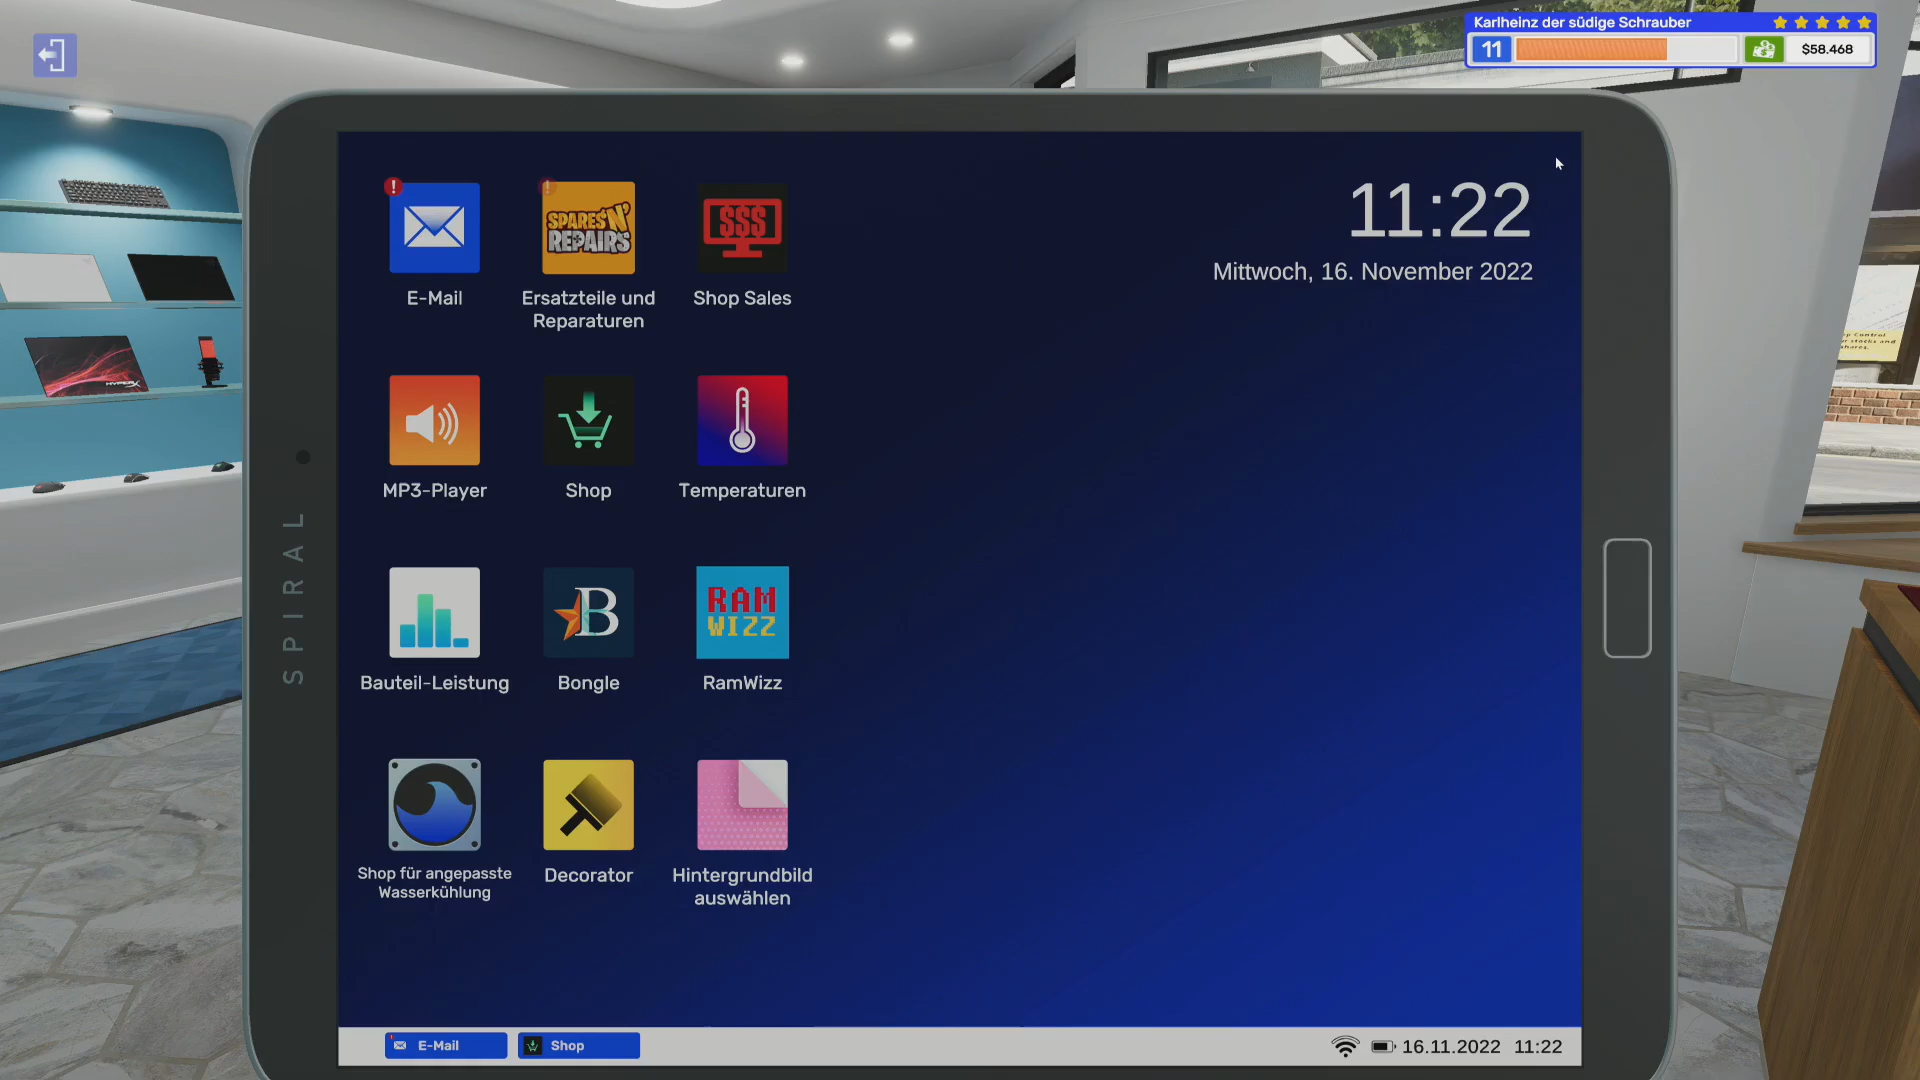 Karlheinz der südige Schrauber
11
$58.468
11:22
Mittwoch, 16. November 2022
SPARES N' REPAIRS
$$$
E-Mail
Ersatzteile und
Reparaturen
Shop Sales
MP3-Player
Shop
Temperaturen
B
RAM
WIZZ
Bauteil-Leistung
Bongle
RamWizz
Shop für angepasste
Wasserkühlung
Decorator
Hintergrundbild
auswählen
SPIRAL
HYPERX
E-Mail
Shop
16.11.2022
11:22